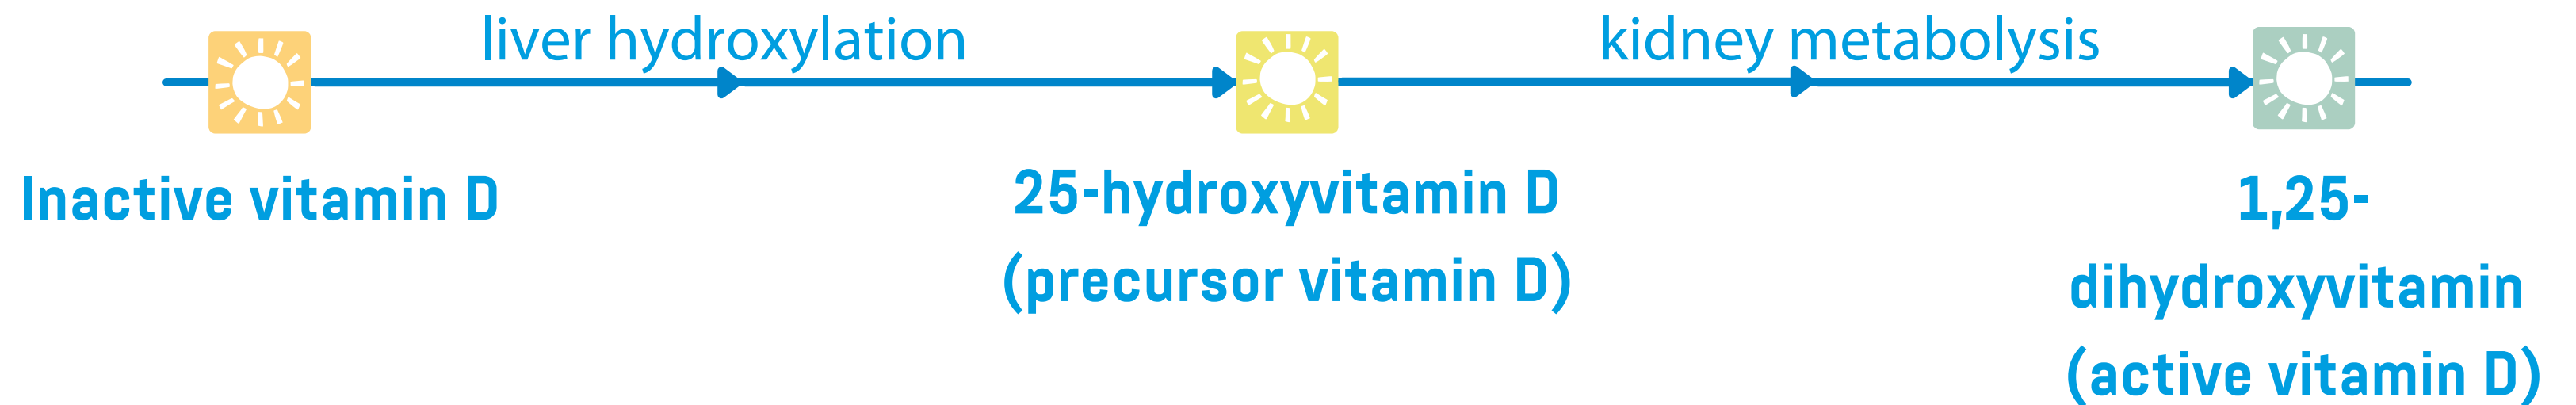 liver hydroxylation
kidney metabolysis
Inactive vitamin D
25-hydroxyvitamin D
(precursor vitamin D)
1,25-
dihydroxyvitamin
(active vitamin D)